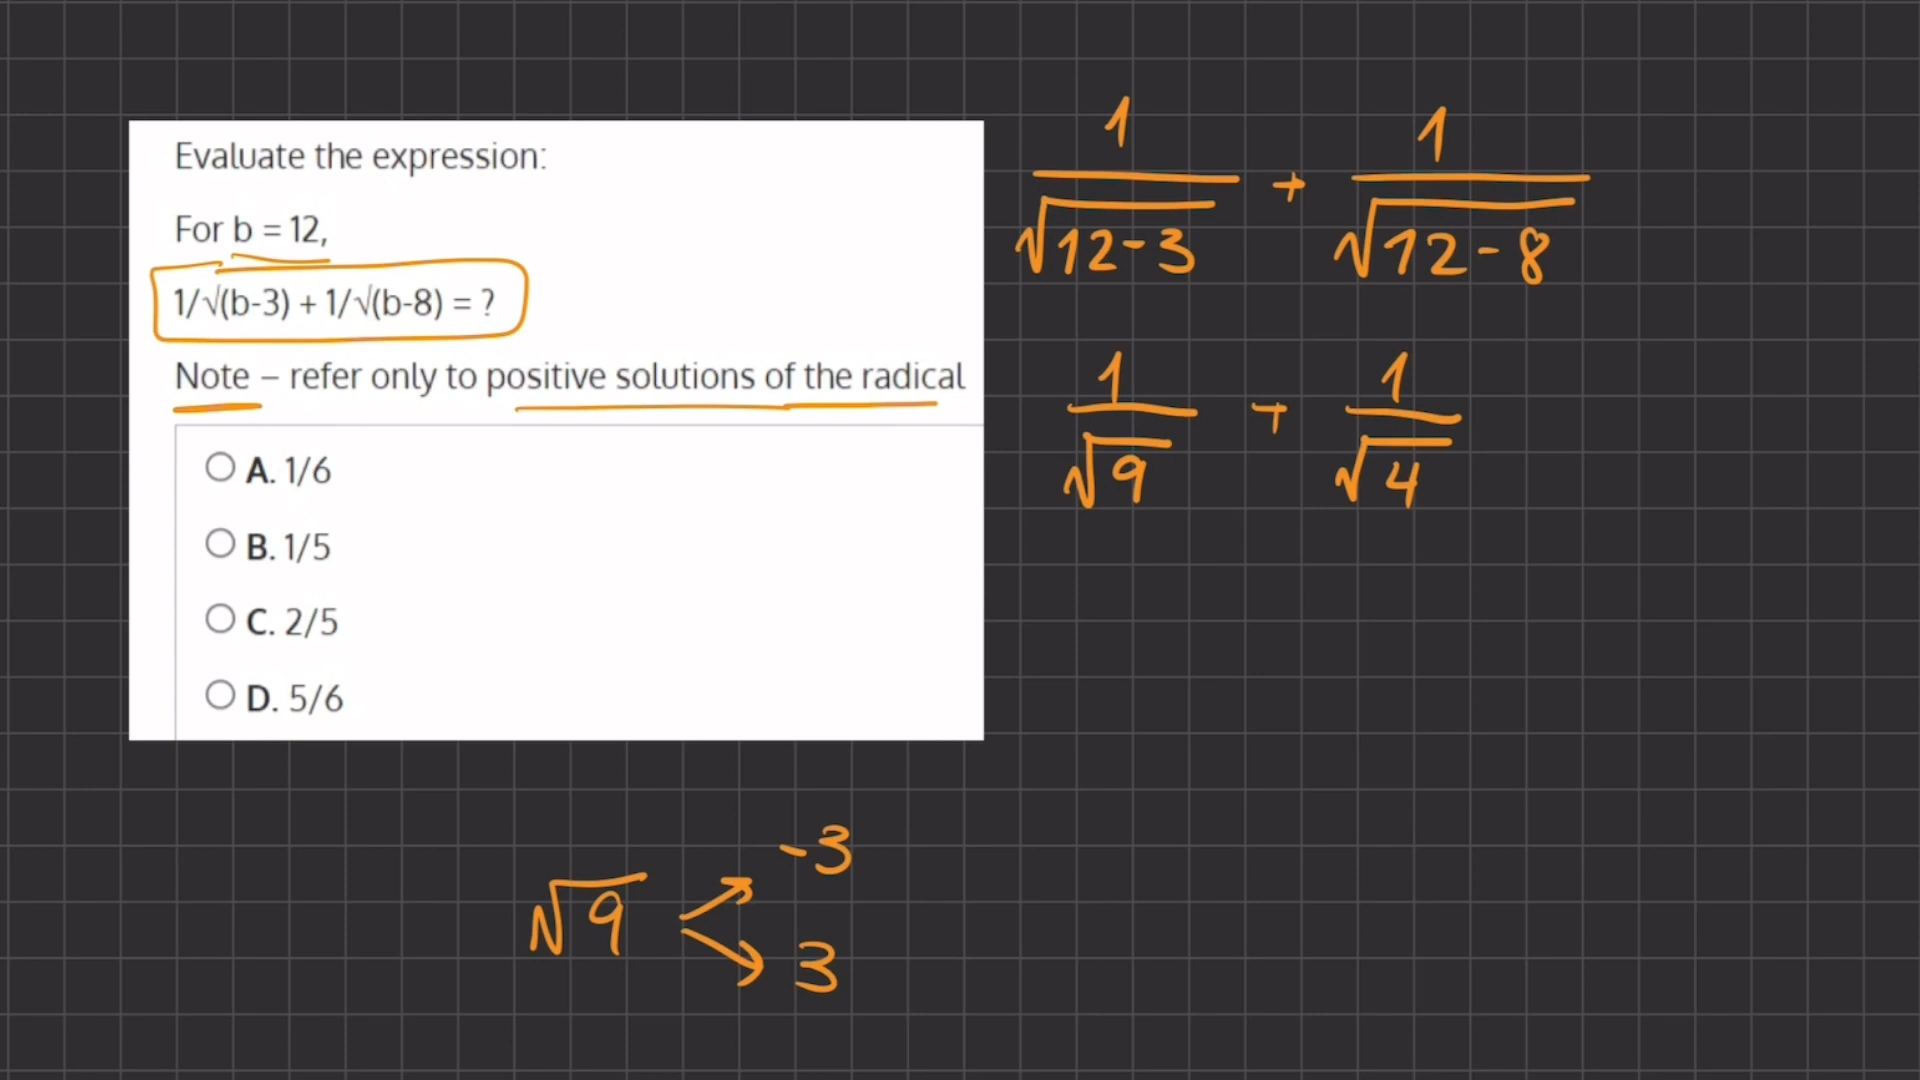 Evaluate the expression:
For b = 12,
1/√(b-3) + 1/√(b-8) = ?
Note – refer only to positive solutions of the radical
A. 1/6
B. 1/5
C. 2/5
D. 5/6
1 1
+
√12-3 √12-8
1 1
+
√9 √4
-3
√9
3